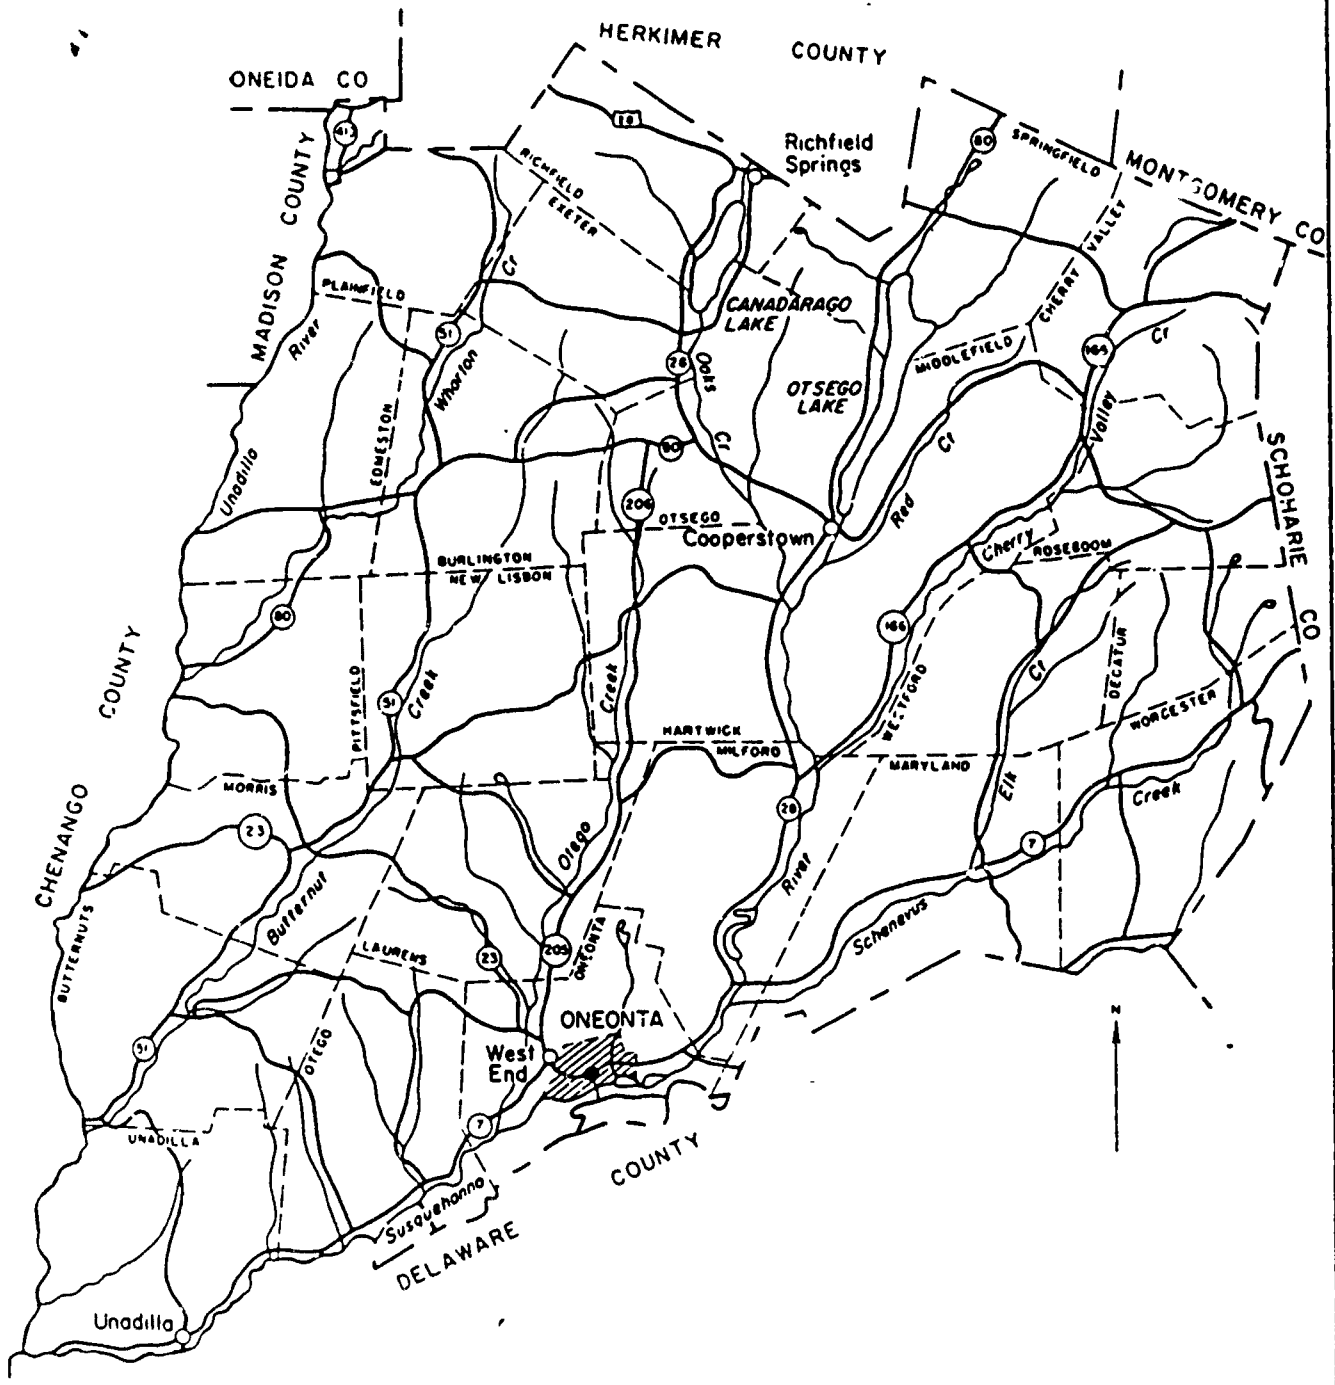 HERKIMER COUNTY
ONEIDA CO
412
18
80
SPRINGFIELD
MONTGOMERY CO
Richfield
Springs
RICHFIELD
EXETER
MADISON COUNTY
CHERRY VALLEY
Cr
PLAINFIELD
CANADARAGO
LAKE
River
51
Wharton
28
Oaks
Cr
MIDDLEFIELD
165
Cr
OTSEGO
LAKE
EDMESTON
Valley
Unadilla
80
Cr
SCHOHARIE CO
205
OTSEGO
Cooperstown
Red
Cherry
ROSEBOOM
BURLINGTON
NEW LISBON
80
166
COUNTY
PITTSFIELD
51
Creek
Creek
WESTFORD
Cr
DECATUR
WORCESTER
HARTWICK
MILFORD
MARYLAND
MORRIS
Elk
Creek
28
23
Otego
7
CHENANGO
River
Butternut
BUTTERNUTS
LAURENS
23
205
ONEONTA
Schenevus
ONEONTA
N
West
End
51
OTEGO
7
UNADILLA
COUNTY
Susquehanna
DELAWARE
Unadilla